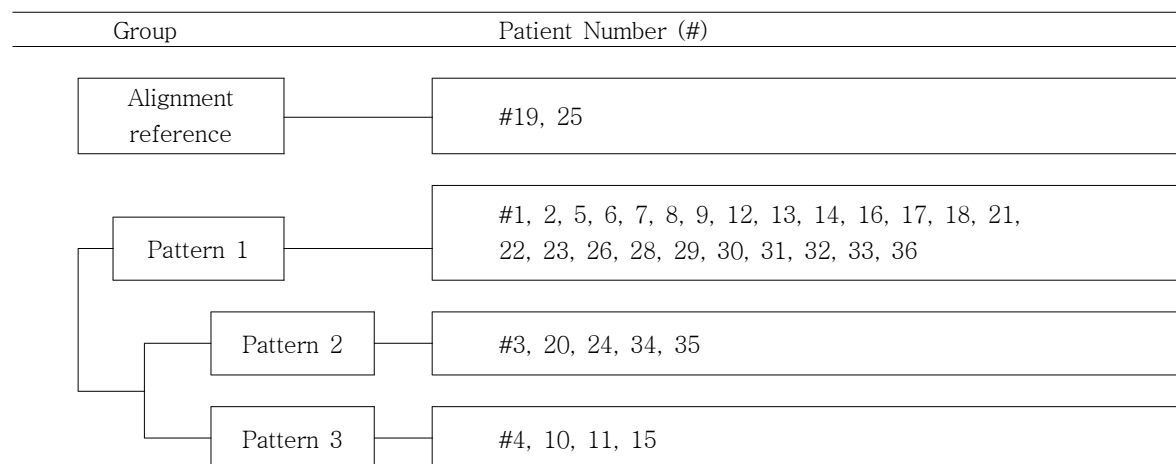 Group Patient Number (#)
Alignment
reference
#19, 25
Pattern 1
#1, 2, 5, 6, 7, 8, 9, 12, 13, 14, 16, 17, 18, 21,
22, 23, 26, 28, 29, 30, 31, 32, 33, 36
Pattern 2
#3, 20, 24, 34, 35
Pattern 3
#4, 10, 11, 15